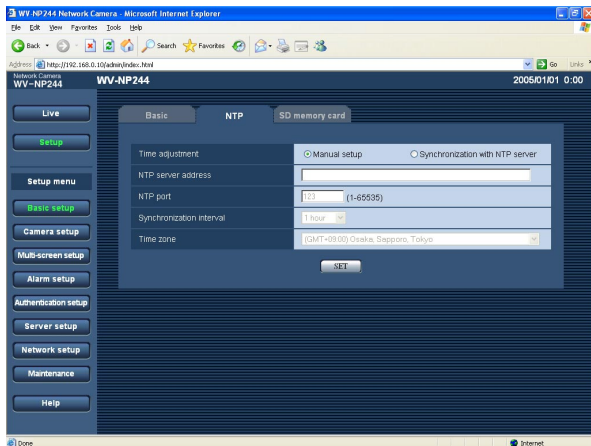 WV-NP244 Network Camera - Microsoft Internet Explorer
File Edit View Favorites Tools Help
Back Search Favorites
Address http://192.168.0.10/admin/index.html Go Links »
Network Camera
WV-NP244
WV-NP244
2005/01/01 0:00
Live
Setup
Setup menu
Basic setup
Camera setup
Multi-screen setup
Alarm setup
Authentication setup
Server setup
Network setup
Maintenance
Help
Basic NTP SD memory card
Time adjustment Manual setup Synchronization with NTP server
NTP server address
NTP port 123 (1-65535)
Synchronization interval 1 hour
Time zone (GMT+09:00) Osaka, Sapporo, Tokyo
SET
Done Internet